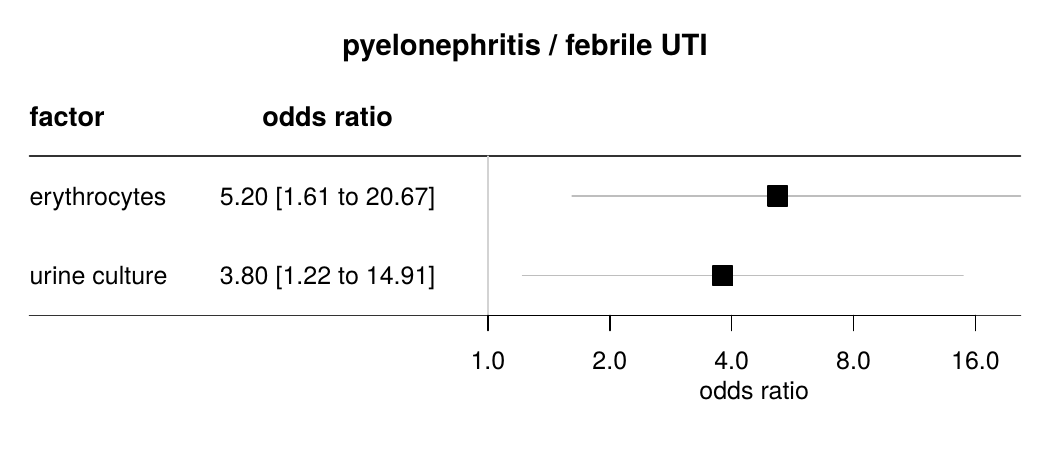 pyelonephritis / febrile UTI
factor odds ratio
erythrocytes 5.20 [1.61 to 20.67]
urine culture 3.80 [1.22 to 14.91]
1.0 2.0 4.0 8.0 16.0
odds ratio